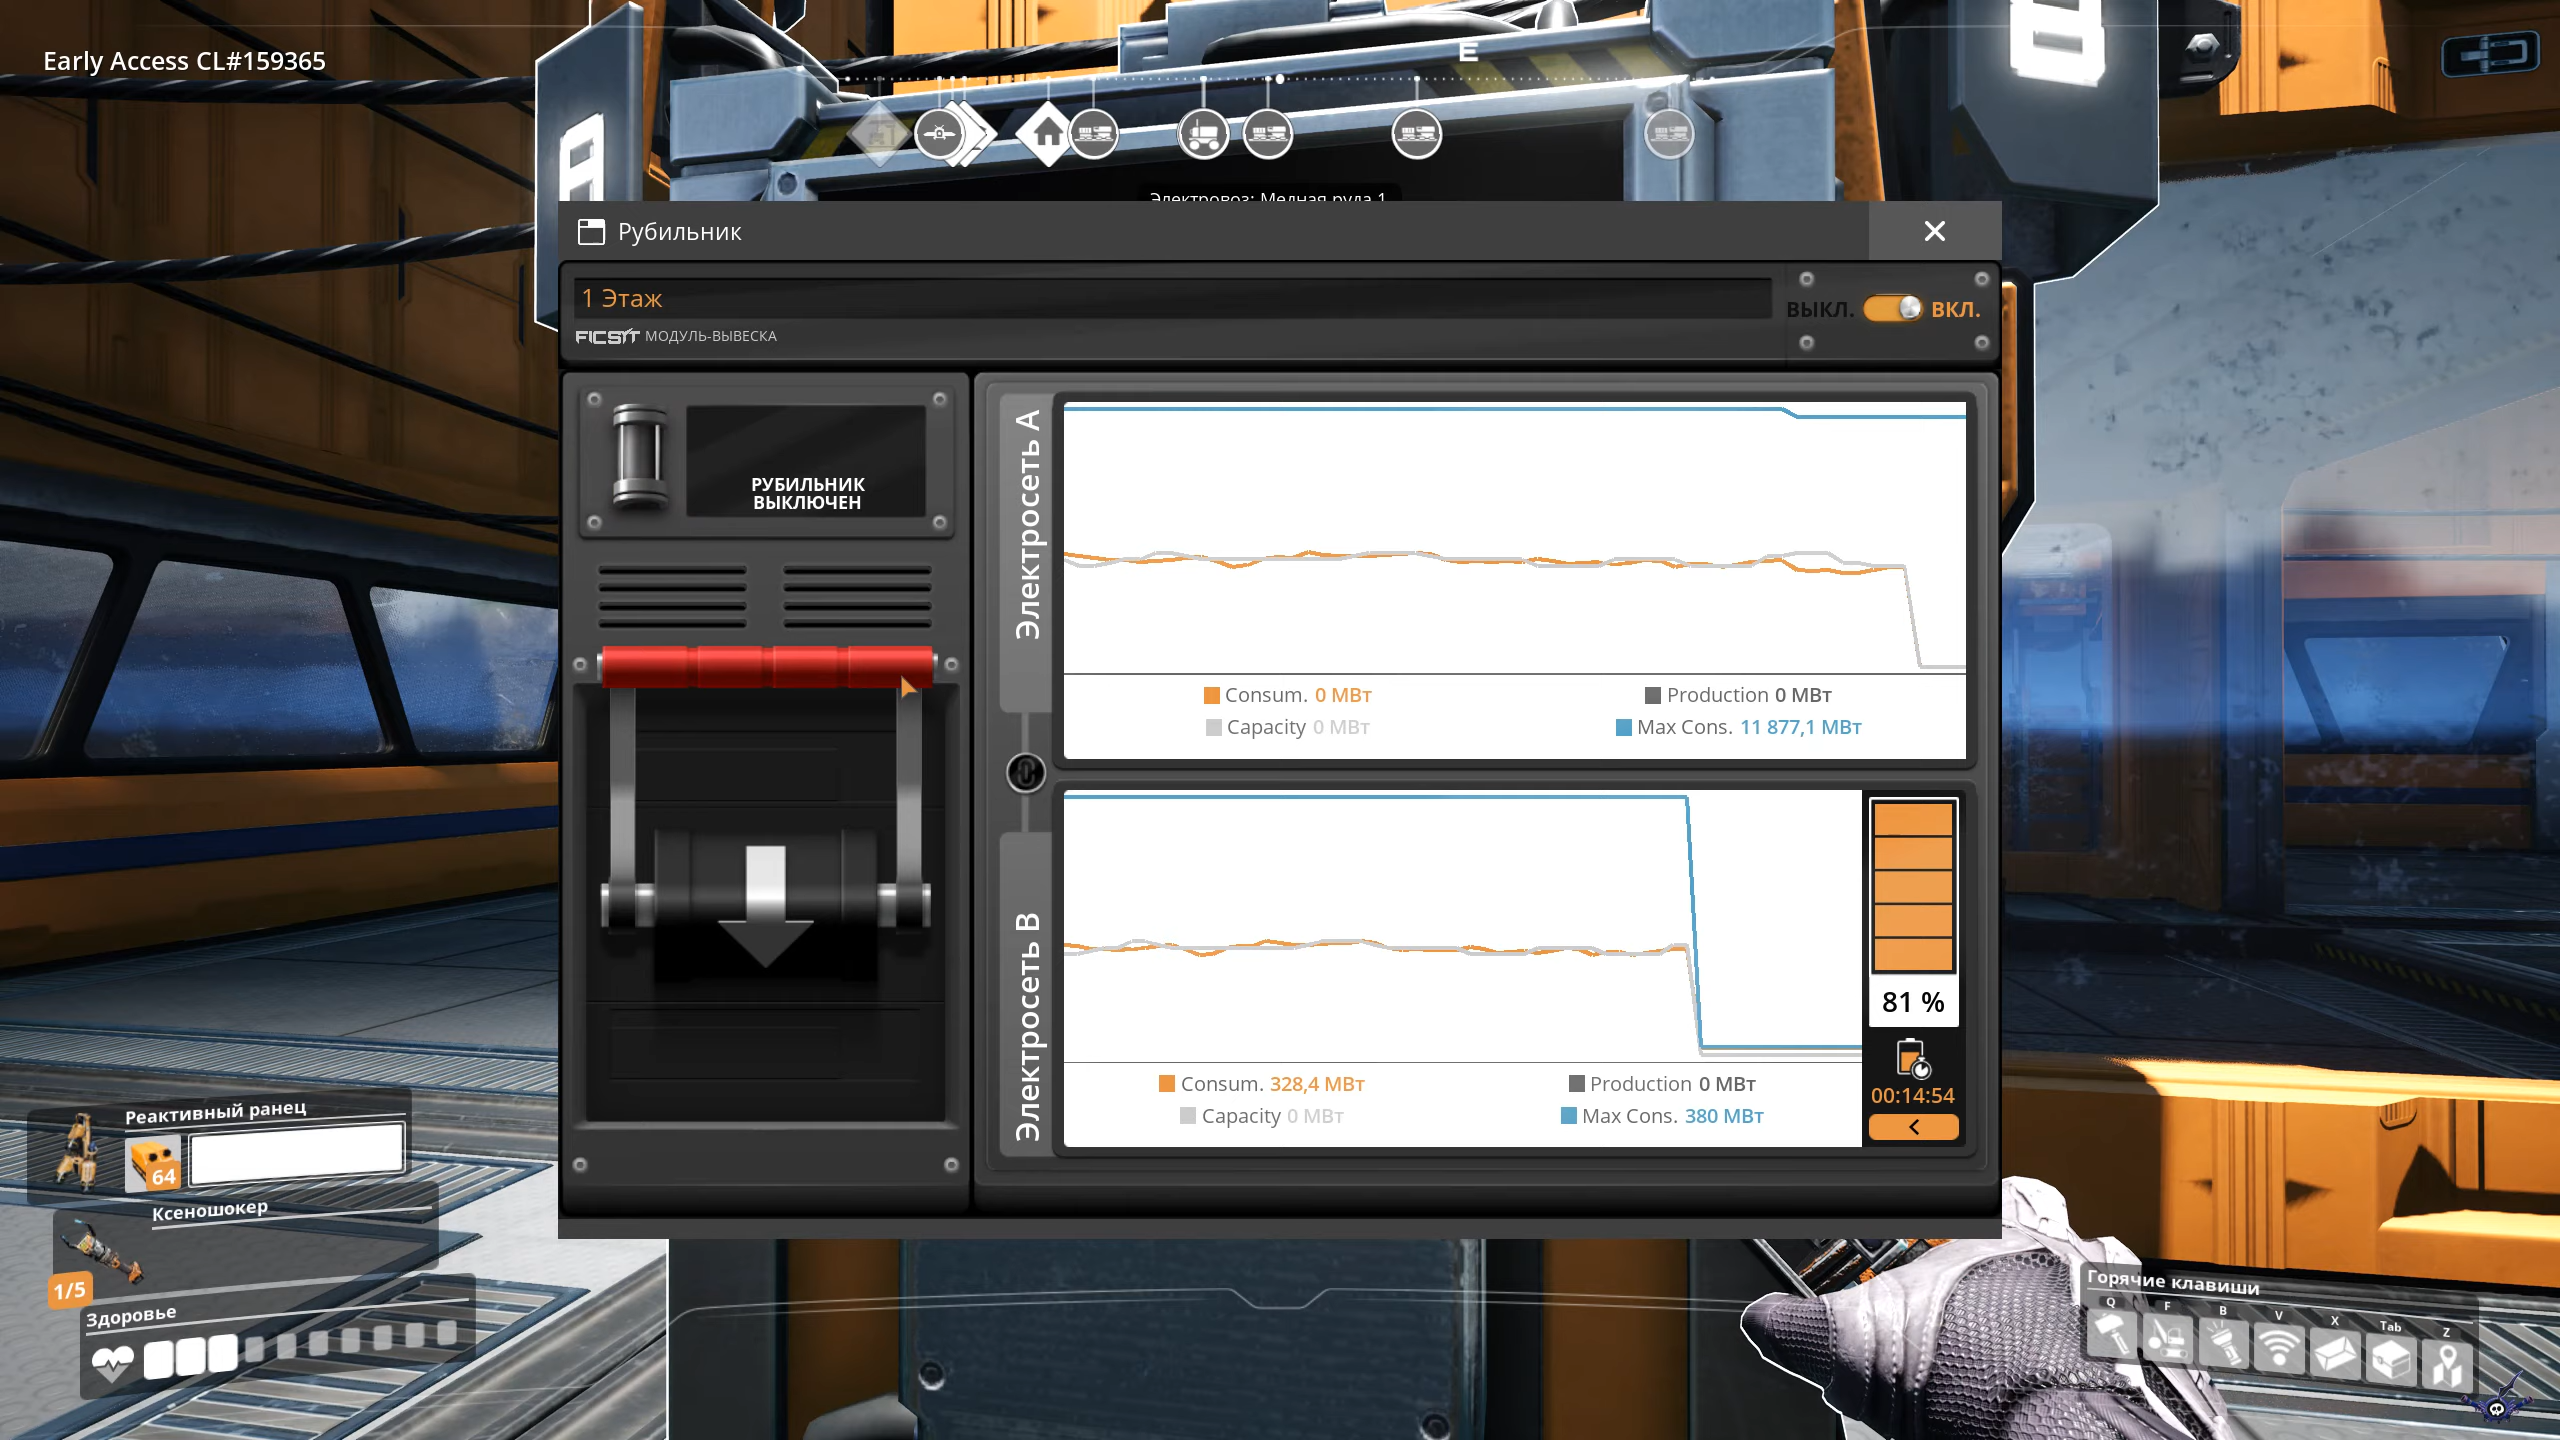 Early Access CL#159365
E
A
B
Электровоз: Медная руда 1
Рубильник
1 Этаж
ВЫКЛ.
ВКЛ.
FICSIT МОДУЛЬ-ВЫВЕСКА
РУБИЛЬНИК
ВЫКЛЮЧЕН
Электросеть A
Consum. 0 МВт
Production 0 МВт
Capacity 0 МВт
Max Cons. 11 877,1 МВт
Электросеть B
Consum. 328,4 МВт
Production 0 МВт
Capacity 0 МВт
Max Cons. 380 МВт
81 %
00:14:54
Реактивный ранец
64
Ксеношокер
1/5
Здоровье
Горячие клавиши
Q F B V X Tab Z